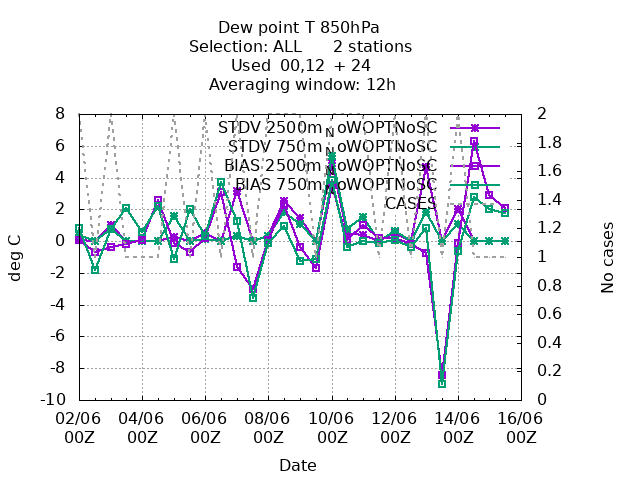 Dew point T 850hPa
Selection: ALL 2 stations
Used 00,12 + 24
Averaging window: 12h
STDV 2500m_NoWOPTNoSC
STDV 750m_NoWOPTNoSC
BIAS 2500m_NoWOPTNoSC
BIAS 750m_NoWOPTNoSC
CASES
8
6
4
2
0
-2
-4
-6
-8
-10
deg C
2
1.8
1.6
1.4
1.2
1
0.8
0.6
0.4
0.2
0
No cases
02/06 04/06 06/06 08/06 10/06 12/06 14/06 16/06
00Z 00Z 00Z 00Z 00Z 00Z 00Z 00Z
Date